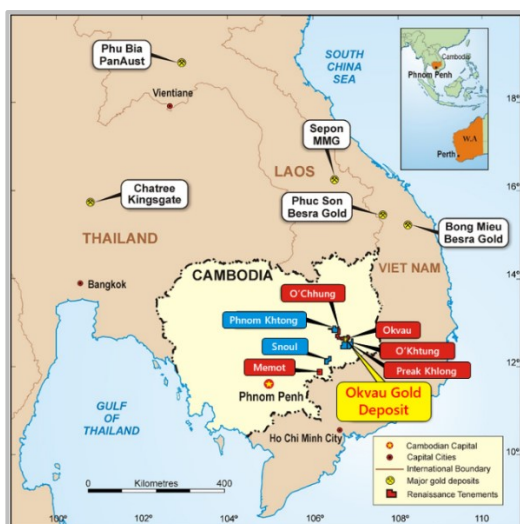 Phu Bia
PanAust
Vientiane
SOUTH
CHINA
SEA
Cambodia
Phnom Penh
W.A
Perth
Sepon
MMG
LAOS
Chatree
Kingsgate
Phuc Son
Besra Gold
Bong Mieu
Besra Gold
THAILAND
VIET NAM
Bangkok
CAMBODIA
O'Chhung
Phnom Khtong
Okvau
Snoul
O'Khtung
Memot
Preak Khlong
Phnom Penh
Okvau Gold
Deposit
GULF
OF
THAILAND
Ho Chi Minh City
Kilometres
0
400
Cambodian Capital
Capital Cities
International Boundary
Major gold deposits
Renaissance Tenements
18°
16°
14°
12°
10°
100°
102°
104°
106°
108°
110°